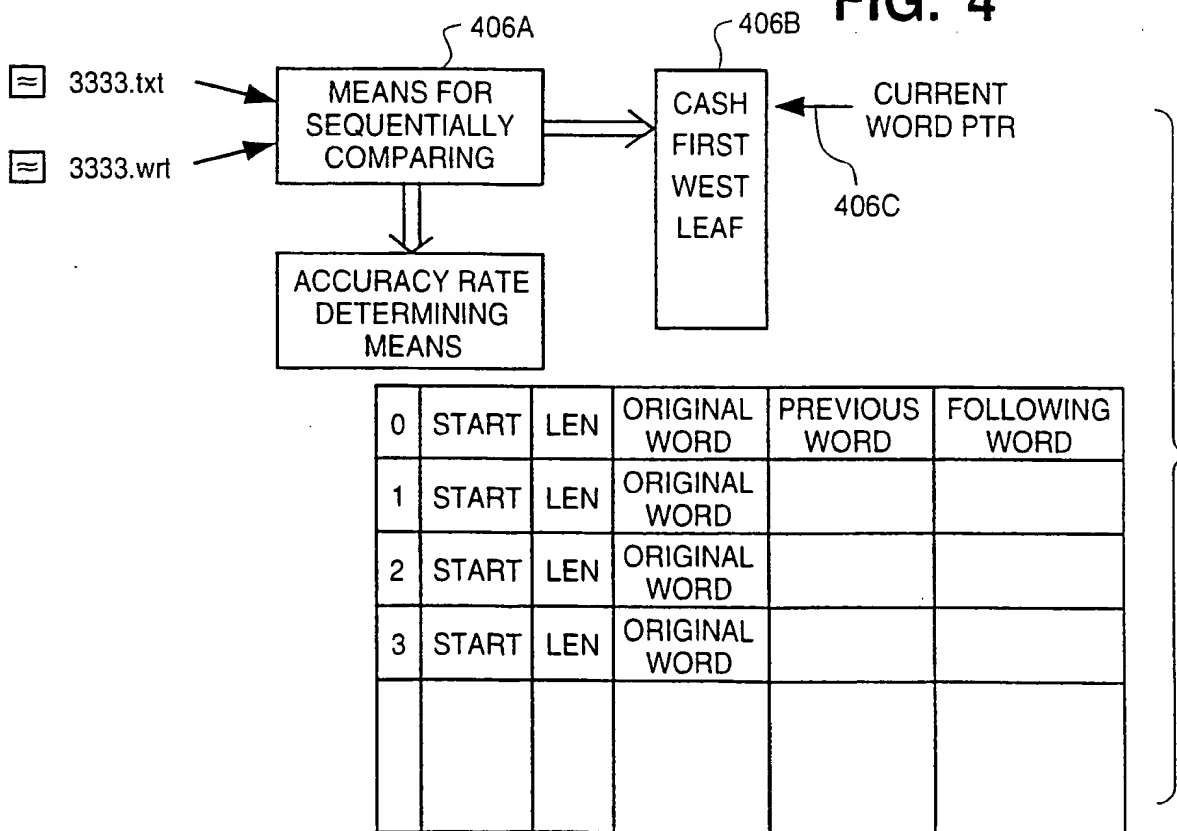 FIG. 4
406A
406B
≈ 3333.txt
MEANS FOR
SEQUENTIALLY
COMPARING
CASH
FIRST
WEST
LEAF
CURRENT
WORD PTR
≈ 3333.wrt
406C
ACCURACY RATE
DETERMINING
MEANS
0 START LEN ORIGINAL WORD PREVIOUS WORD FOLLOWING WORD
1 START LEN ORIGINAL WORD
2 START LEN ORIGINAL WORD
3 START LEN ORIGINAL WORD